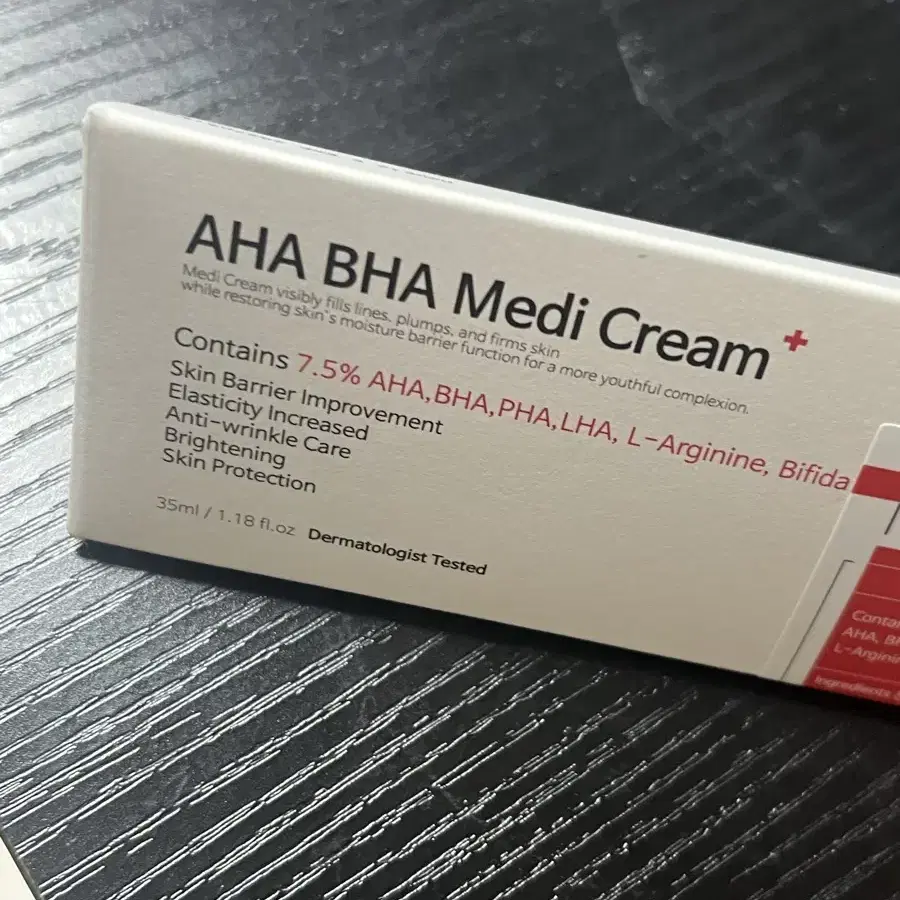 AHA BHA Medi Cream +
Medi Cream visibly fills lines, plumps, and firms skin
while restoring skin's moisture barrier function for a more youthful complexion.
Contains 7.5% AHA,BHA,PHA,LHA, L-Arginine, Bifida
Skin Barrier Improvement
Elasticity Increased
Anti-wrinkle Care
Brightening
Skin Protection
35ml / 1.18 fl.oz Dermatologist Tested
AHA,
Ingredients